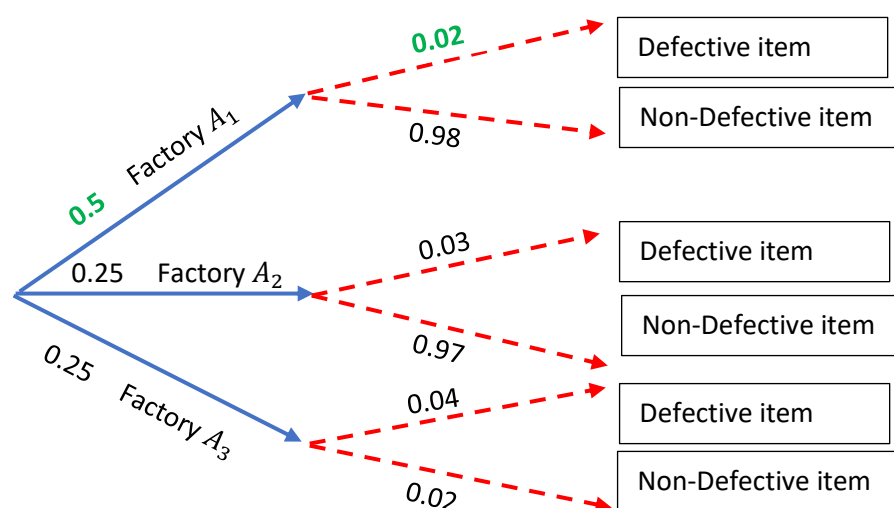 0.02
Defective item
0.5 Factory A₁
0.98
Non-Defective item
0.03
Defective item
0.25 Factory A₂
0.97
Non-Defective item
0.25 Factory A₃
0.04
Defective item
0.02
Non-Defective item